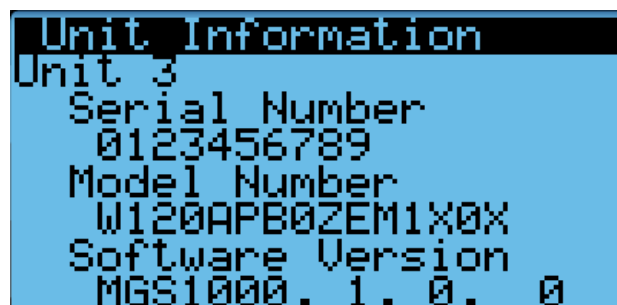 Unit Information
Unit 3
Serial Number
0123456789
Model Number
W120APB0ZEM1X0X
Software Version
MGS1000. 1. 0.  0